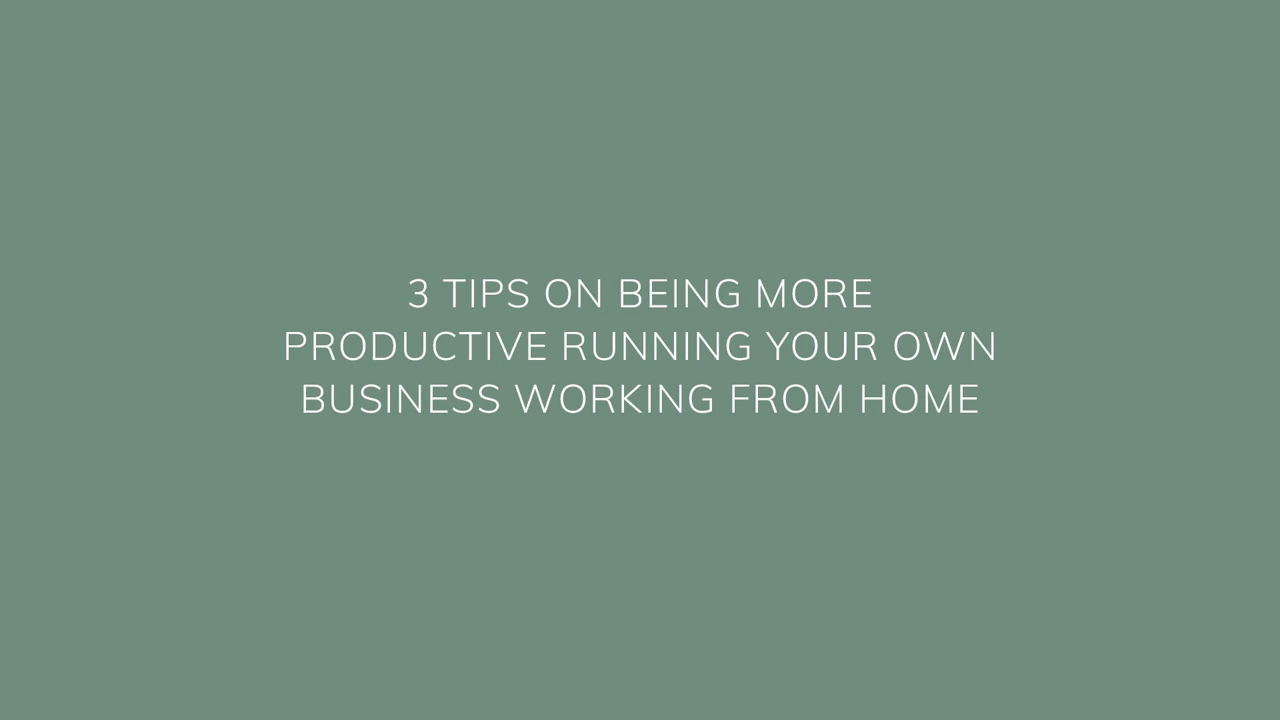 3 TIPS ON BEING MORE
PRODUCTIVE RUNNING YOUR OWN
BUSINESS WORKING FROM HOME